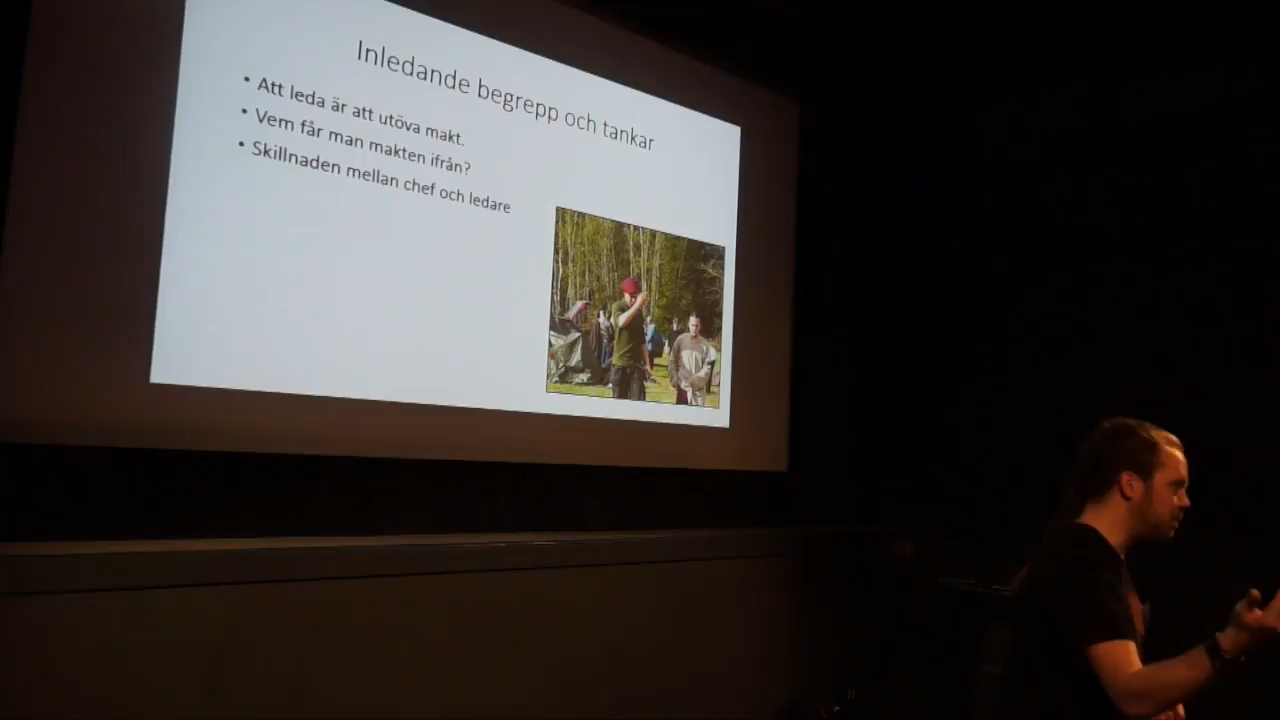 Inledande begrepp och tankar
• Att leda är att utöva makt.
• Vem får man makten ifrån?
• Skillnaden mellan chef och ledare